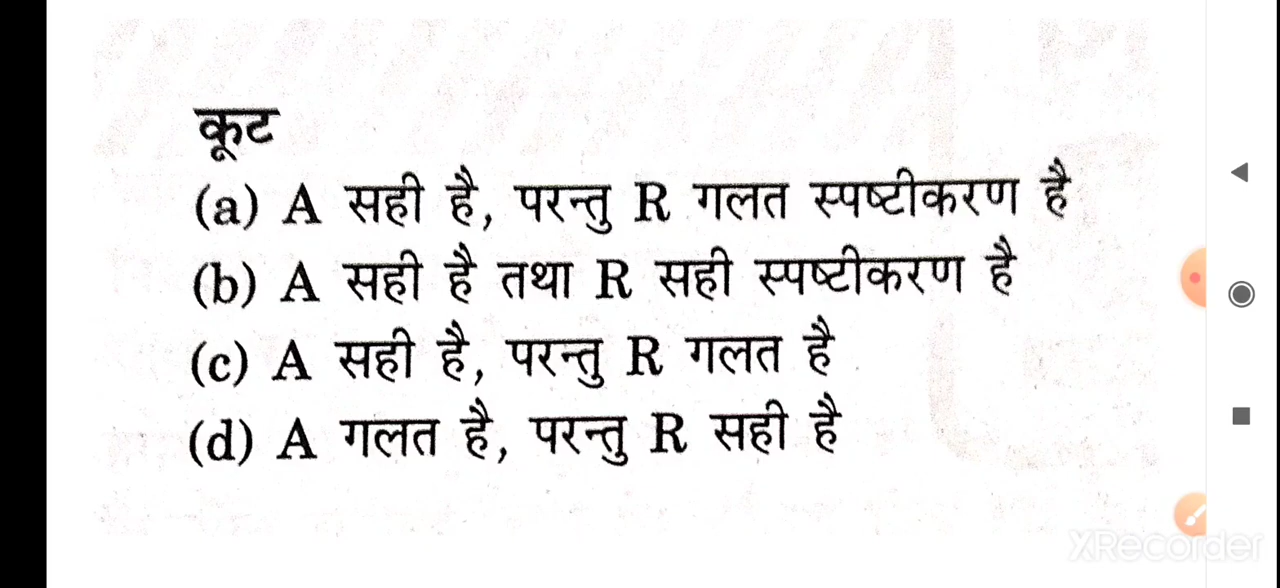 कूट
(a) A सही है, परन्तु R गलत स्पष्टीकरण है
(b) A सही है तथा R सही स्पष्टीकरण है
(c) A सही है, परन्तु R गलत है
(d) A गलत है, परन्तु R सही है
XRecorder